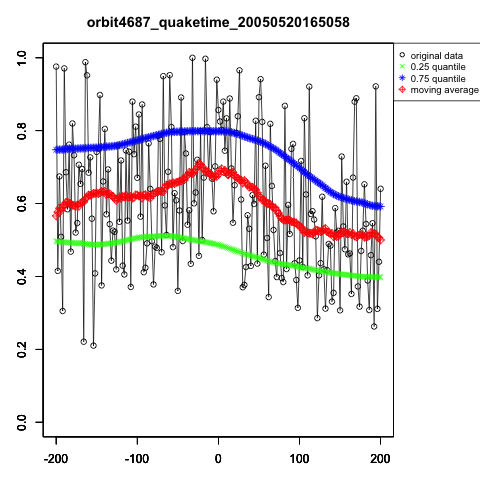 orbit4687_quaketime_20050520165058
original data
0.25 quantile
0.75 quantile
moving average
1.0
0.8
0.6
0.4
0.2
0.0
-200 -100 0 100 200